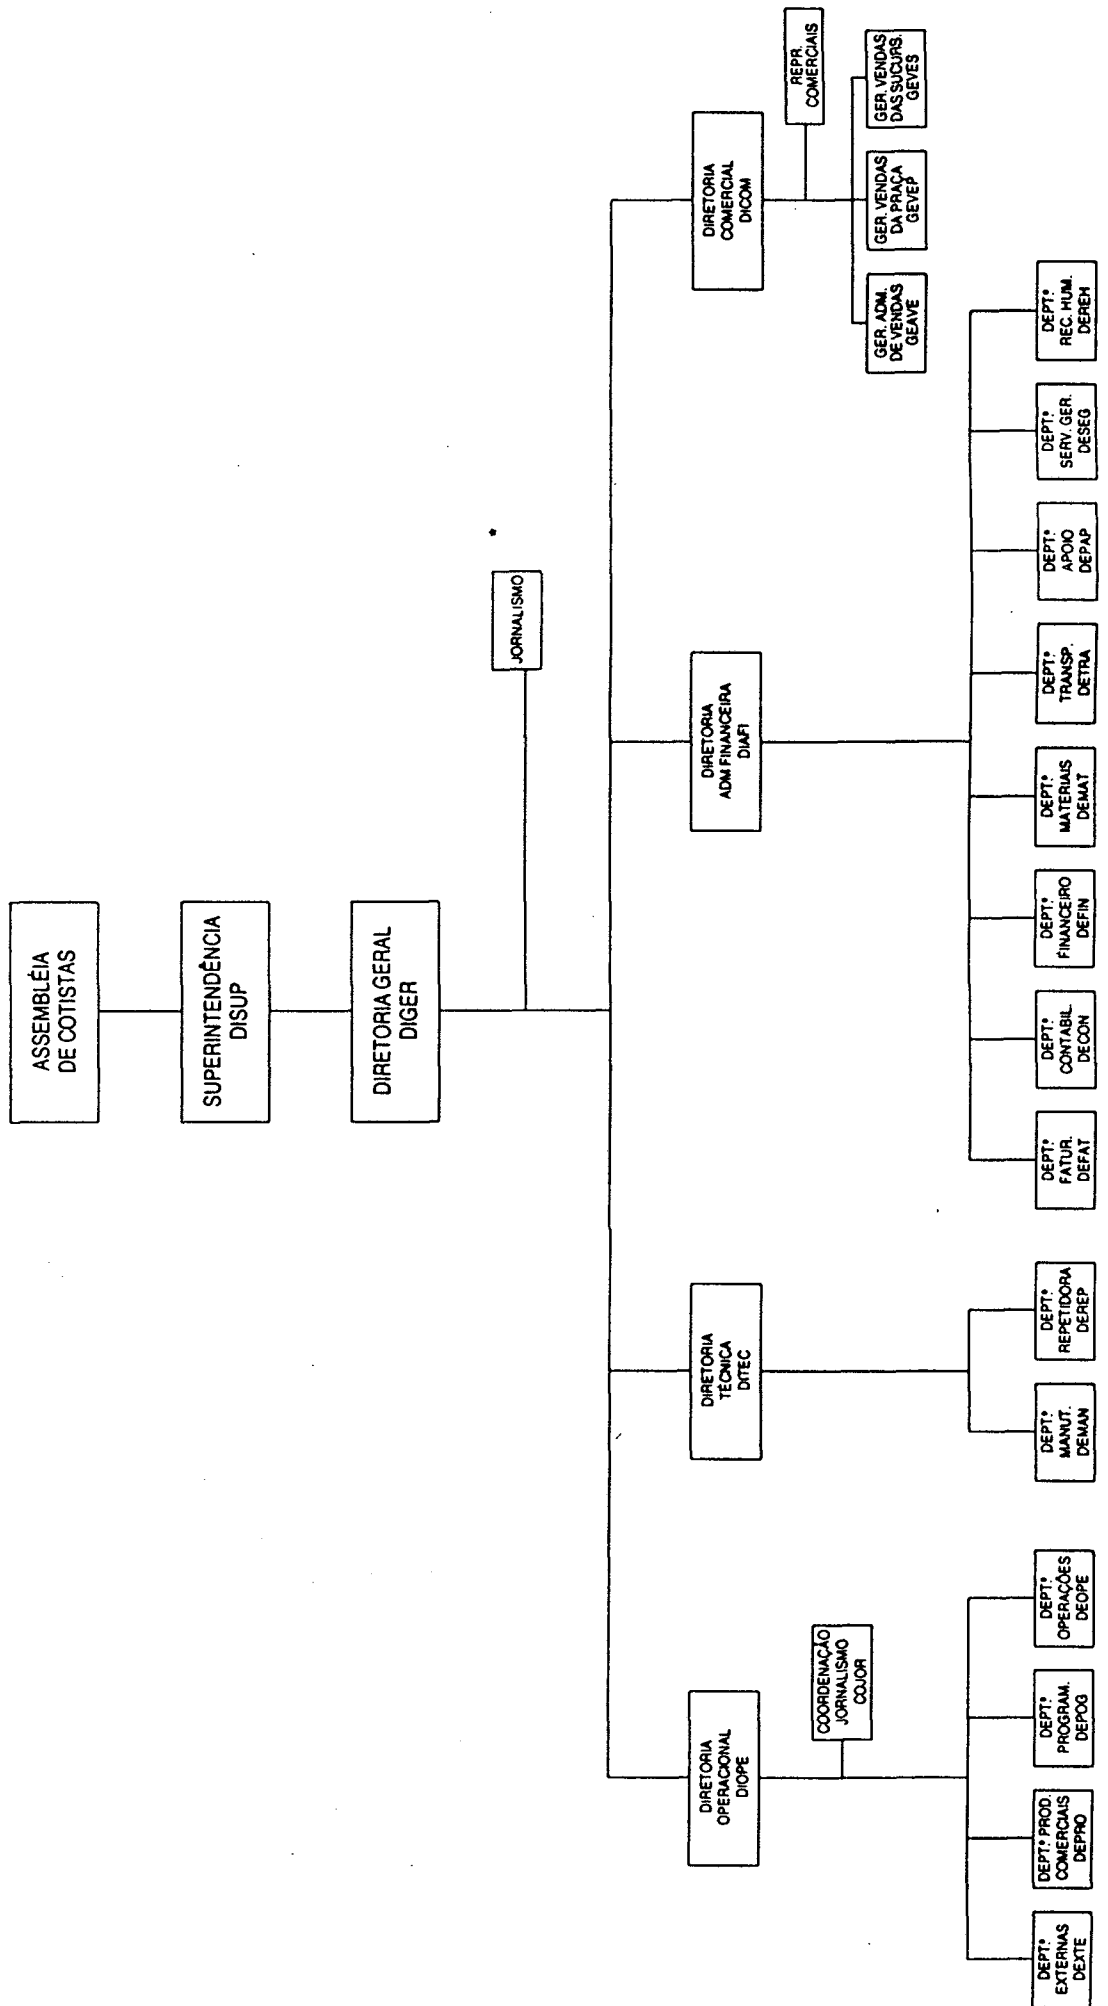 ASSEMBLÉIA
DE COTISTAS
SUPERINTENDÊNCIA
DISUP
DIRETORIA GERAL
DIGER
JORNALISMO
*
DIRETORIA
OPERACIONAL
DIOPE
DIRETORIA
TÉCNICA
DITEC
DIRETORIA
ADM FINANCEIRA
DIAFI
DIRETORIA
COMERCIAL
DICOM
COORDENAÇÃO
JORNALISMO
COJOR
REPR.
COMERCIAIS
GER. ADM.
DE VENDAS
GEAVE
GER. VENDAS
DA PRAÇA
GEVEP
GER. VENDAS
DAS SUCURS.
GEVES
DEPTº
EXTERNAS
DEXTE
DEPTº PROD.
COMERCIAIS
DEPRO
DEPTº
PROGRAM.
DEPOG
DEPTº
OPERAÇÕES
DEOPE
DEPTº
MANUT.
DEMAN
DEPTº
REPETIDORA
DEREP
DEPTº
FATUR.
DEFAT
DEPTº
CONTABIL.
DECON
DEPTº
FINANCEIRO
DEFIN
DEPTº
MATERIAIS
DEMAT
DEPTº
TRANSP.
DETRA
DEPTº
APOIO
DEPAP
DEPTº
SERV. GER.
DESEG
DEPTº
REC. HUM.
DEREH